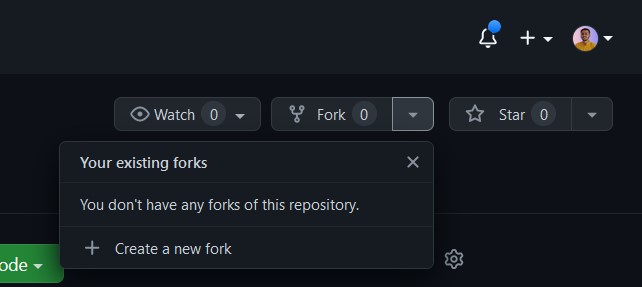 Watch 0
Fork 0
Star 0
Your existing forks
You don't have any forks of this repository.
Create a new fork
ode